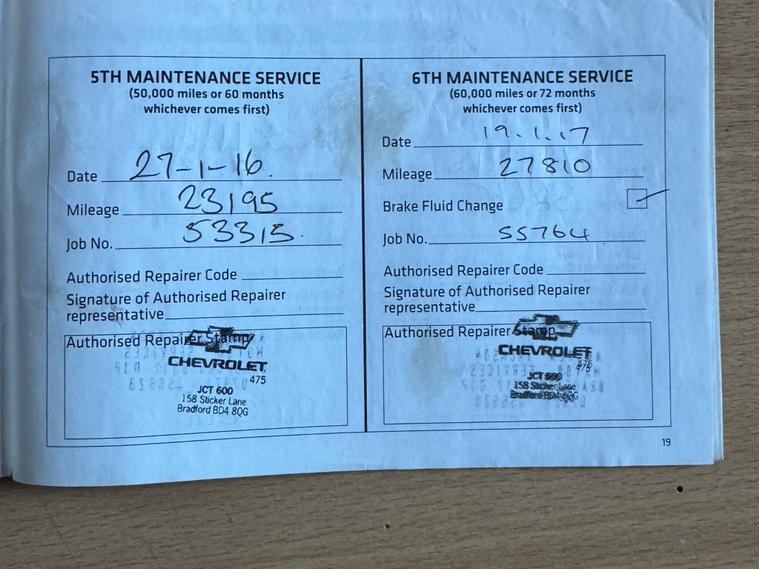 5TH MAINTENANCE SERVICE
(50,000 miles or 60 months
whichever comes first)
Date 27-1-16.
Mileage 23195
Job No. 53315.
Authorised Repairer Code
Signature of Authorised Repairer
representative
Authorised Repairer Stamp
CHEVROLET
475
JCT 600
158 Sticker Lane
Bradford BD4 8QG
6TH MAINTENANCE SERVICE
(60,000 miles or 72 months
whichever comes first)
Date 19.1.17
Mileage 27810
Brake Fluid Change
Job No. 55764
Authorised Repairer Code
Signature of Authorised Repairer
representative
Authorised Repairer Stamp
CHEVROLET
475
JCT 600
158 Sticker Lane
Bradford BD4 8QG
19